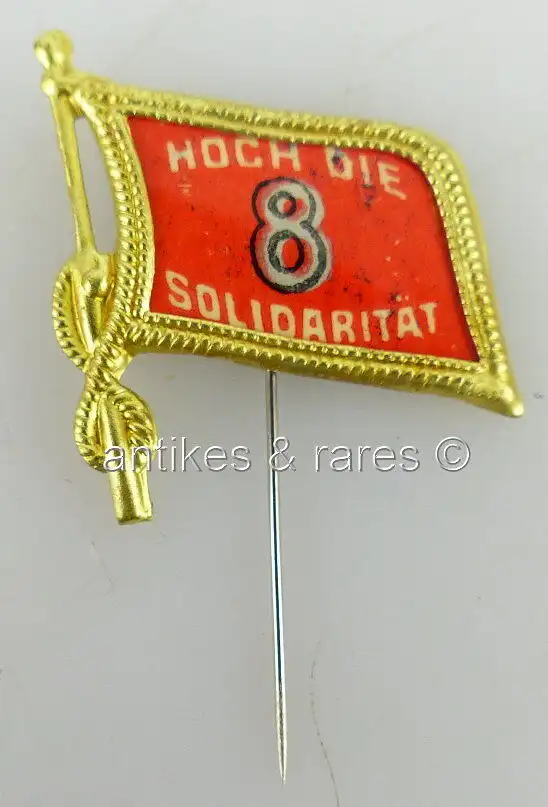 HOCH DIE
8
SOLIDARITÄT
antikes & rares ©